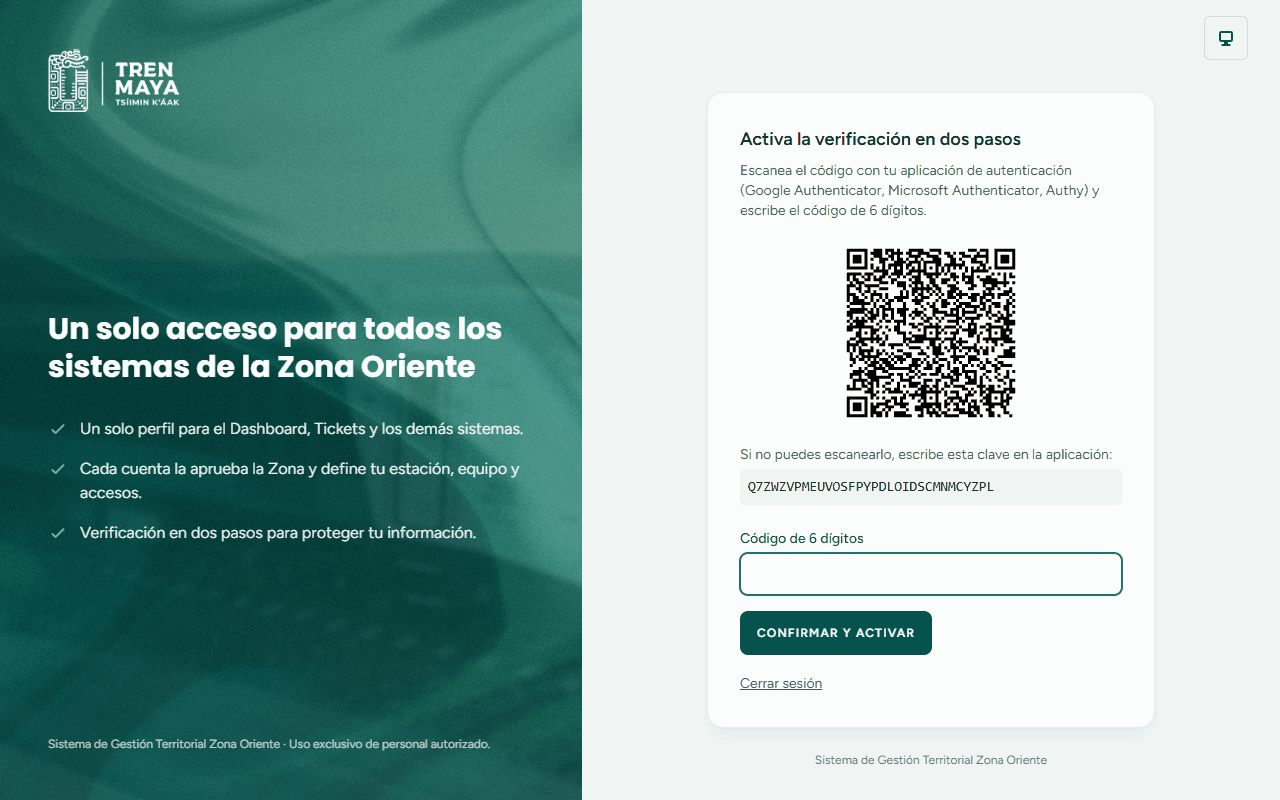 TREN
MAYA
TSÍIMIN K'ÁAK
Un solo acceso para todos los
sistemas de la Zona Oriente
Un solo perfil para el Dashboard, Tickets y los demás sistemas.
Cada cuenta la aprueba la Zona y define tu estación, equipo y
accesos.
Verificación en dos pasos para proteger tu información.
Sistema de Gestión Territorial Zona Oriente · Uso exclusivo de personal autorizado.
Activa la verificación en dos pasos
Escanea el código con tu aplicación de autenticación
(Google Authenticator, Microsoft Authenticator, Authy) y
escribe el código de 6 dígitos.
Si no puedes escanearlo, escribe esta clave en la aplicación:
Q7ZWZVPMEUVOSFPYPDLOIDSCMNMCYZPL
Código de 6 dígitos
CONFIRMAR Y ACTIVAR
Cerrar sesión
Sistema de Gestión Territorial Zona Oriente